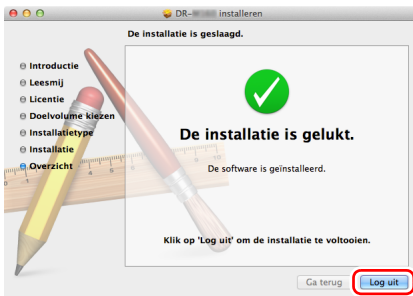 DR- installeren
De installatie is geslaagd.
Introductie
Leesmij
Licentie
Doelvolume kiezen
Installatietype
Installatie
Overzicht
De installatie is gelukt.
De software is geïnstalleerd.
Klik op 'Log uit' om de installatie te voltooien.
Ga terug
Log uit